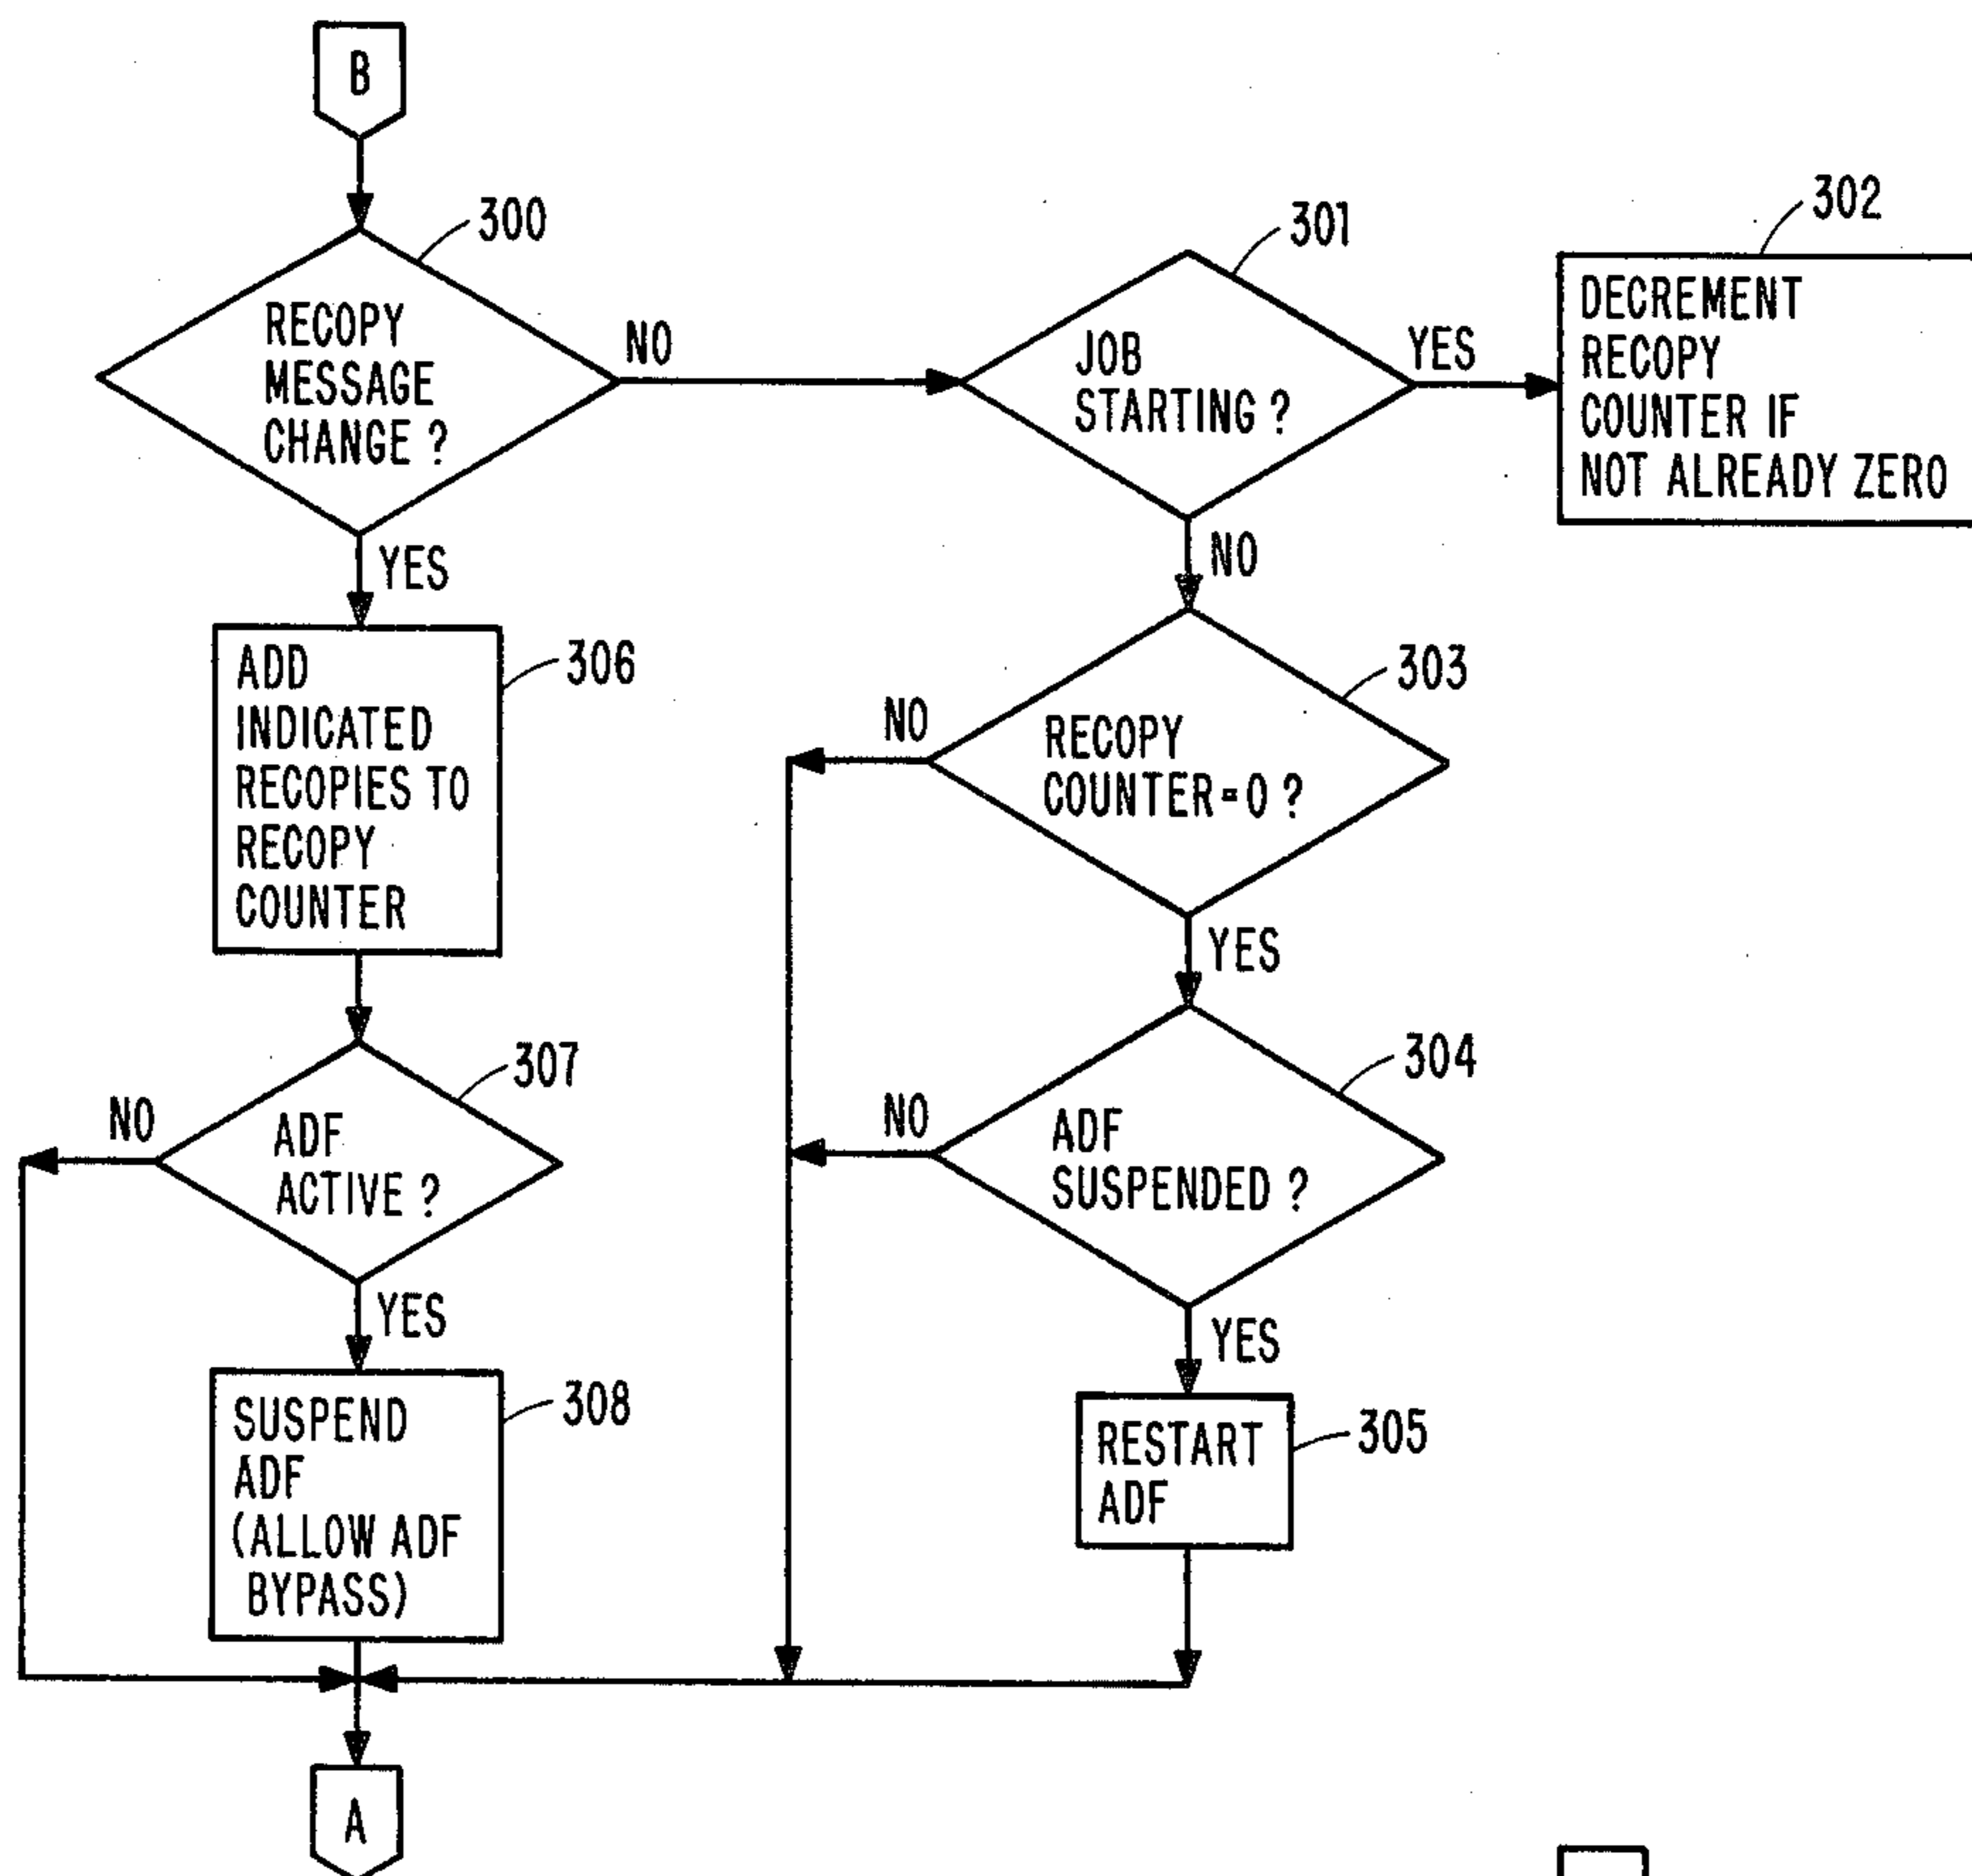 B
300
RECOPY
MESSAGE
CHANGE ?
NO
301
JOB
STARTING ?
YES
302
DECREMENT
RECOPY
COUNTER IF
NOT ALREADY ZERO
YES
NO
306
ADD
INDICATED
RECOPIES TO
RECOPY
COUNTER
303
RECOPY
COUNTER=0 ?
NO
YES
307
ADF
ACTIVE ?
NO
YES
304
ADF
SUSPENDED ?
NO
YES
308
SUSPEND
ADF
(ALLOW ADF
BYPASS)
305
RESTART
ADF
A